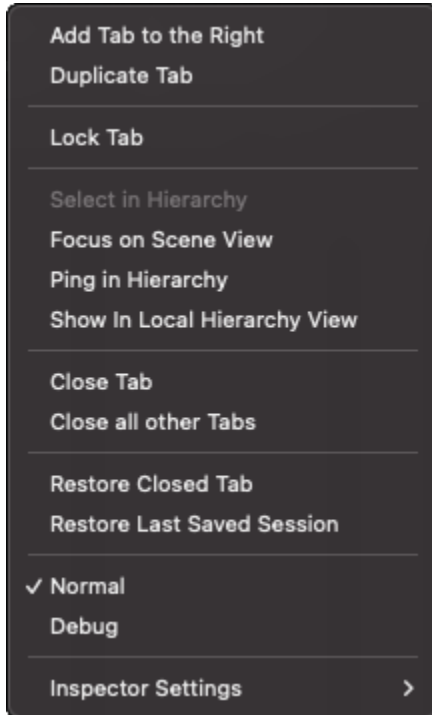 Add Tab to the Right
Duplicate Tab
Lock Tab
Select in Hierarchy
Focus on Scene View
Ping in Hierarchy
Show In Local Hierarchy View
Close Tab
Close all other Tabs
Restore Closed Tab
Restore Last Saved Session
Normal
Debug
Inspector Settings